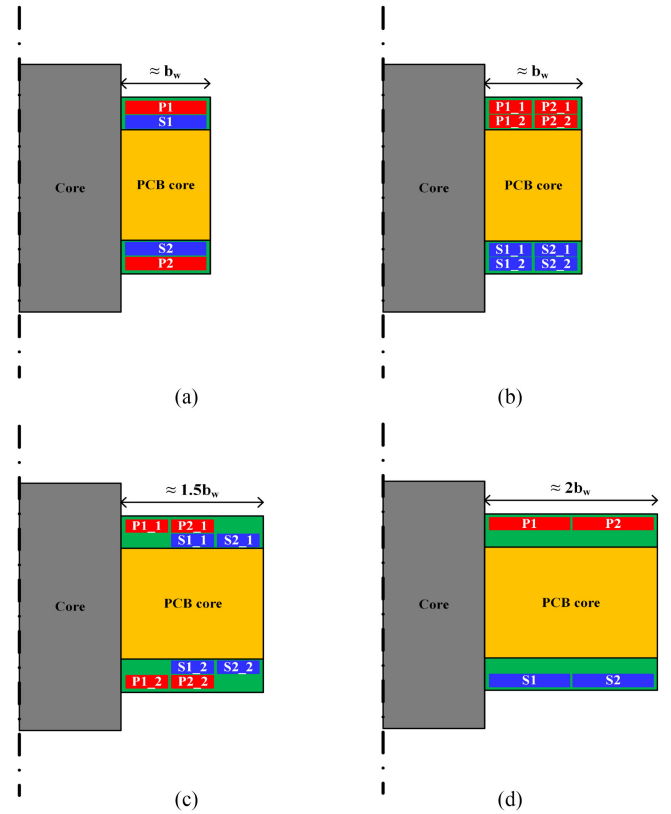 ≈ bw
P1
S1
Core
PCB core
S2
P2
(a)
≈ bw
P1_1 P2_1
P1_2 P2_2
Core
PCB core
S1_1 S2_1
S1_2 S2_2
(b)
≈ 1.5bw
P1_1 P2_1
S1_1 S2_1
Core
PCB core
S1_2 S2_2
P1_2 P2_2
(c)
≈ 2bw
P1 P2
Core
PCB core
S1 S2
(d)